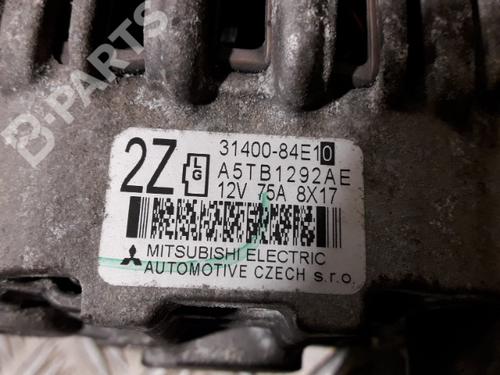 B-PARTS
2Z
G
31400-84E10
A5TB1292AE
12V 75A 8X17
MITSUBISHI ELECTRIC
AUTOMOTIVE CZECH s.r.o.